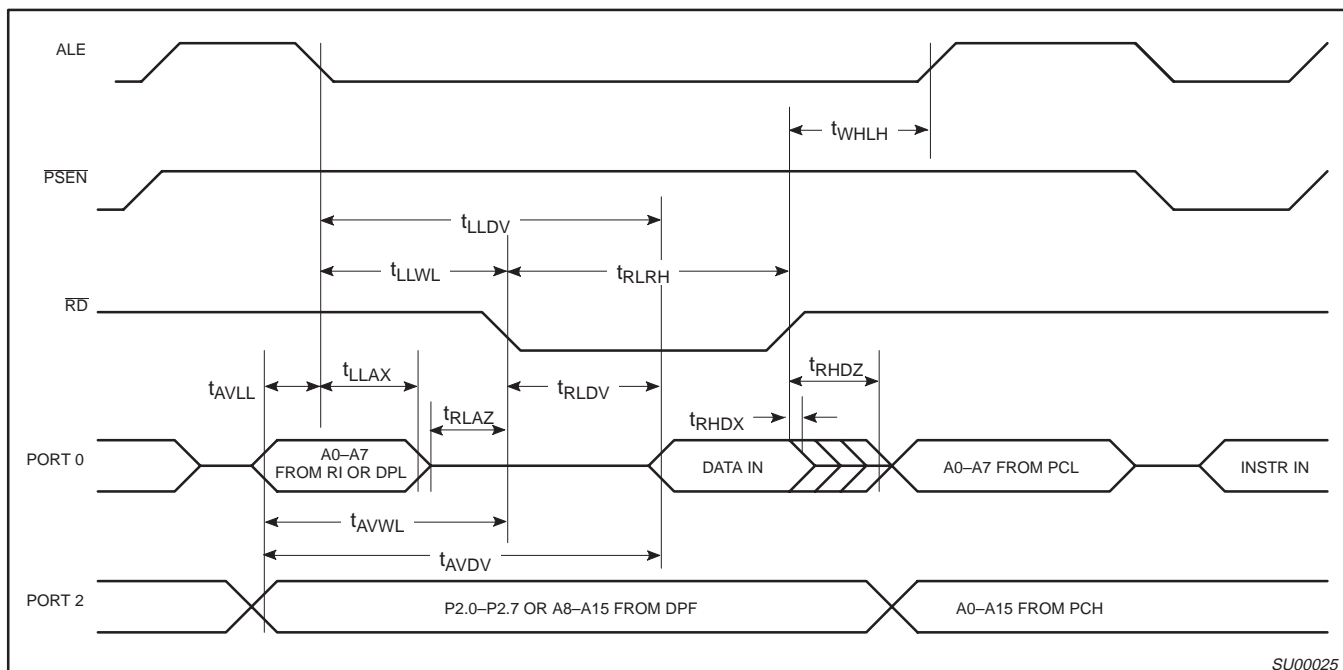 ALE
tWHLH
PSEN
tLLDV
tLLWL
tRLRH
RD
tAVLL
tLLAX
tRLAZ
tRLDV
tRHDZ
tRHDX
PORT 0
A0–A7
FROM RI OR DPL
DATA IN
A0–A7 FROM PCL
INSTR IN
tAVWL
tAVDV
PORT 2
P2.0–P2.7 OR A8–A15 FROM DPF
A0–A15 FROM PCH
SU00025